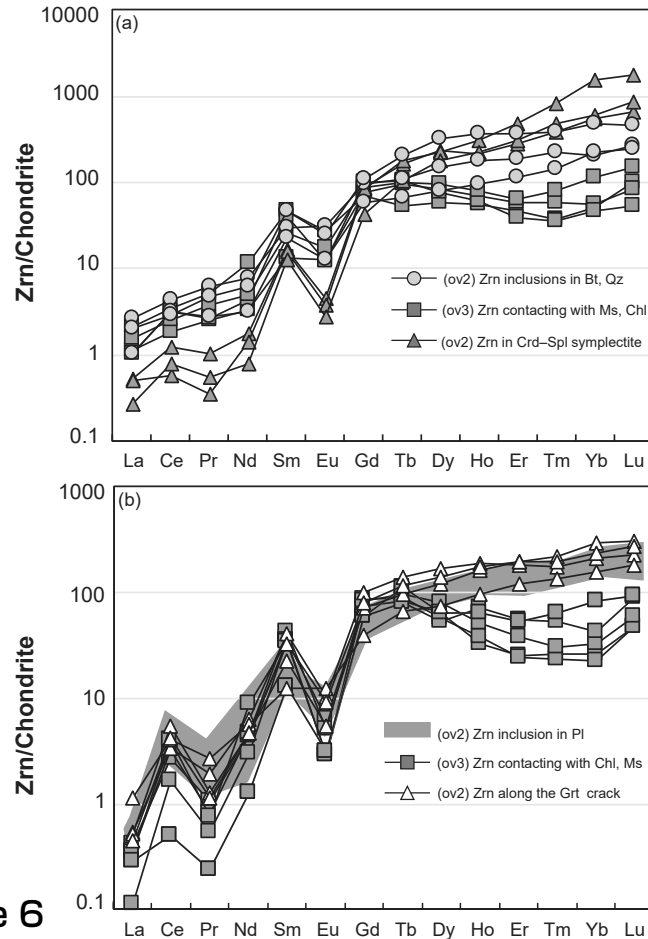 (a)
10000
1000
100
10
1
0.1
Zrn/Chondrite
(ov2) Zrn inclusions in Bt, Qz
(ov3) Zrn contacting with Ms, Chl
(ov2) Zrn in Crd–Spl symplectite
La Ce Pr Nd Sm Eu Gd Tb Dy Ho Er Tm Yb Lu
(b)
1000
100
10
1
0.1
Zrn/Chondrite
(ov2) Zrn inclusion in Pl
(ov3) Zrn contacting with Chl, Ms
(ov2) Zrn along the Grt crack
La Ce Pr Nd Sm Eu Gd Tb Dy Ho Er Tm Yb Lu
e 6